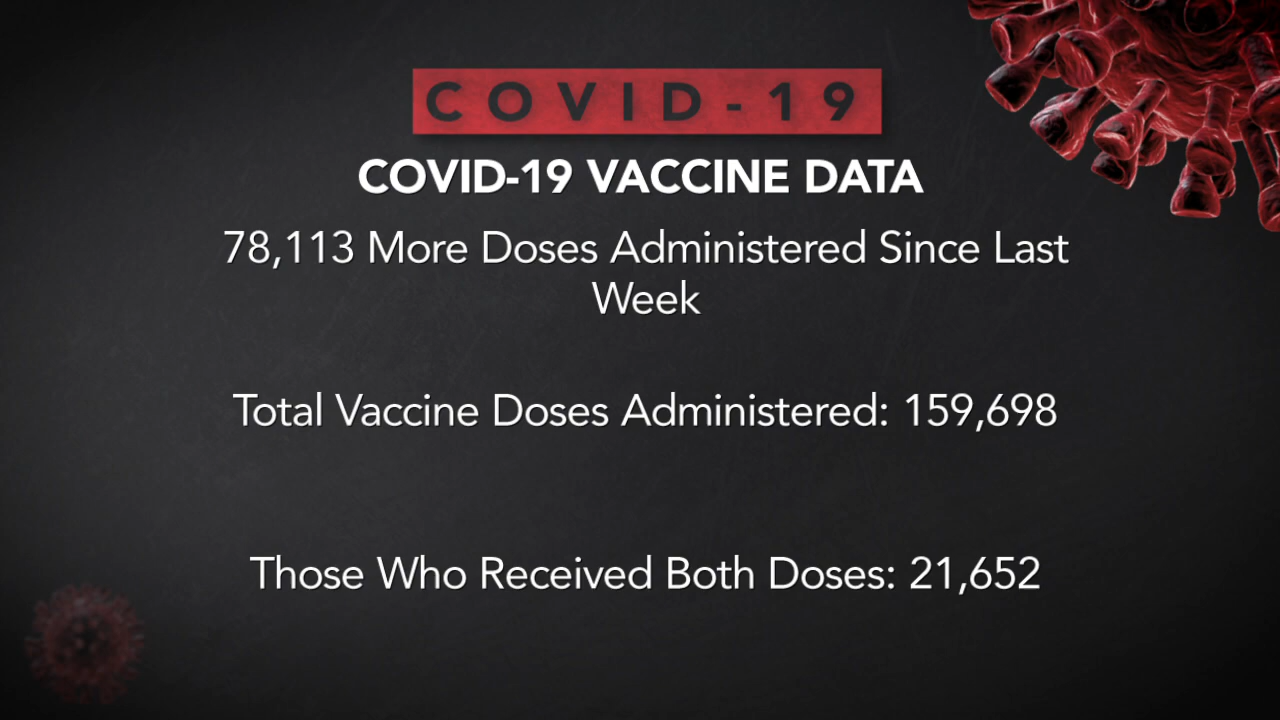 COVID-19
COVID-19 VACCINE DATA
78,113 More Doses Administered Since Last
Week
Total Vaccine Doses Administered: 159,698
Those Who Received Both Doses: 21,652